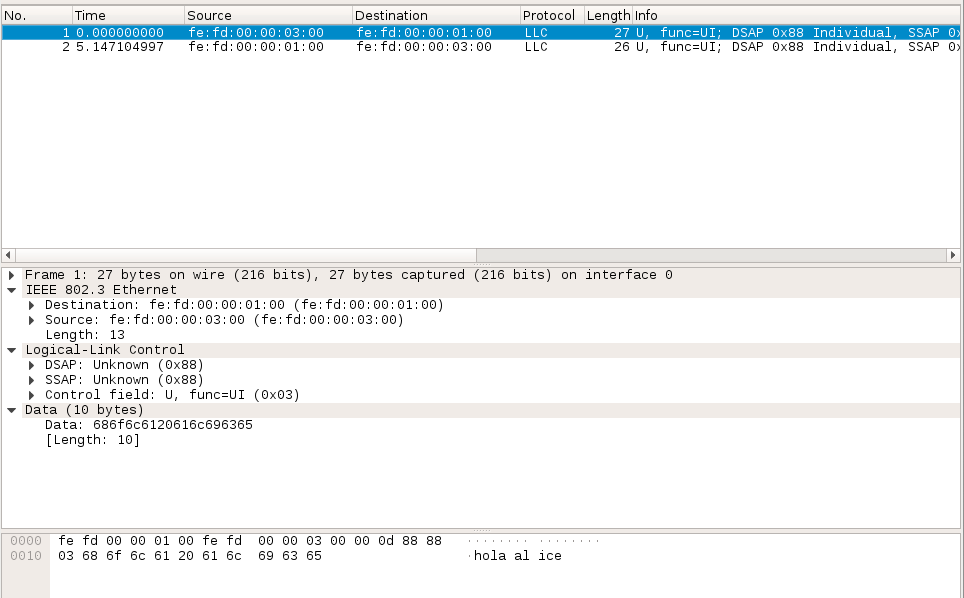 No. Time Source Destination Protocol Length Info
1 0.000000000 fe:fd:00:00:03:00 fe:fd:00:00:01:00 LLC 27 U, func=UI; DSAP 0x88 Individual, SSAP 0x
2 5.147104997 fe:fd:00:00:01:00 fe:fd:00:00:03:00 LLC 26 U, func=UI; DSAP 0x88 Individual, SSAP 0x
Frame 1: 27 bytes on wire (216 bits), 27 bytes captured (216 bits) on interface 0
IEEE 802.3 Ethernet
Destination: fe:fd:00:00:01:00 (fe:fd:00:00:01:00)
Source: fe:fd:00:00:03:00 (fe:fd:00:00:03:00)
Length: 13
Logical-Link Control
DSAP: Unknown (0x88)
SSAP: Unknown (0x88)
Control field: U, func=UI (0x03)
Data (10 bytes)
Data: 686f6c6120616c696365
[Length: 10]
0000 fe fd 00 00 01 00 fe fd 00 00 03 00 00 0d 88 88 ········ ········
0010 03 68 6f 6c 61 20 61 6c 69 63 65 ·hola al ice